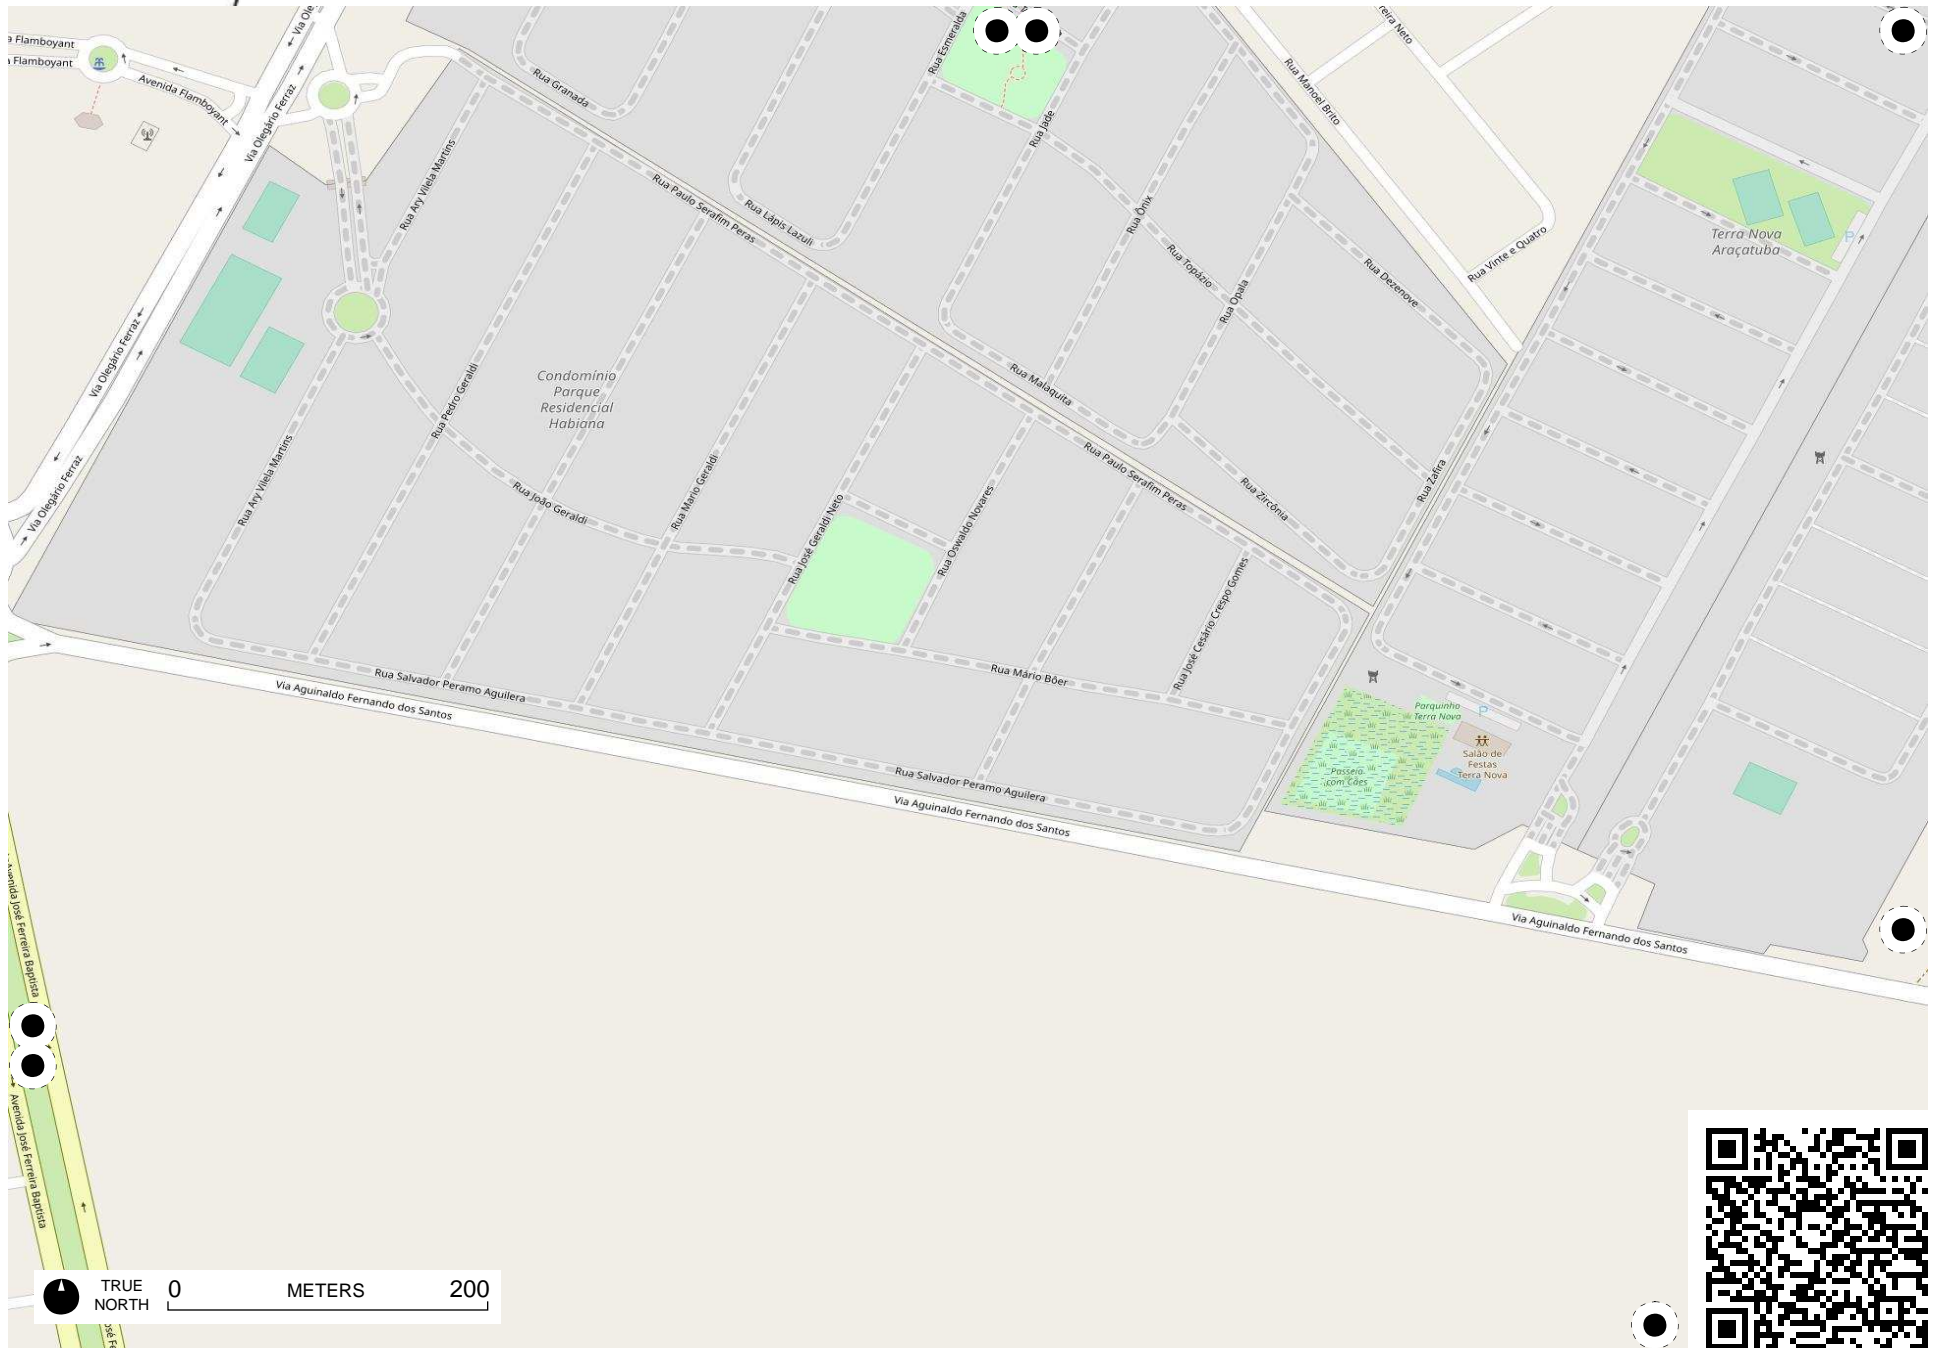 Flamboyant
Flamboyant
Avenida Flamboyant
Via Ole
Via Olegário Ferraz
Via Olegário Ferraz
Via Olegário Ferraz
Rua Granada
Rua Esmeralda
Rua Jade
Rua Manoel Brito
reira Neto
Rua Vinte e Quatro
Rua Ary Vilela Martins
Rua Paulo Serafim Peras
Rua Lápis Lazuli
Rua Ônix
Rua Topázio
Rua Opala
Rua Dezenove
Terra Nova
Araçatuba
P
Rua Pedro Geraldi
Condomínio
Parque
Residencial
Habiana
Rua Malaquita
Rua Ary Vilela Martins
Rua João Geraldi
Rua Mario Geraldi
Rua José Geraldi Neto
Rua Oswaldo Novares
Rua Paulo Serafim Peras
Rua Zircônia
Rua Zafira
Rua José Cesário Crespo Gomes
Rua Mário Bôer
Rua Salvador Peramo Aguilera
Via Aguinaldo Fernando dos Santos
Parquinho
Terra Nova
P
Salão de
Festas
Terra Nova
Passeio
com Cães
Rua Salvador Peramo Aguilera
Via Aguinaldo Fernando dos Santos
Via Aguinaldo Fernando dos Santos
Avenida José Ferreira Baptista
Avenida José Ferreira Baptista
osé Fe
TRUE
NORTH
0 METERS 200